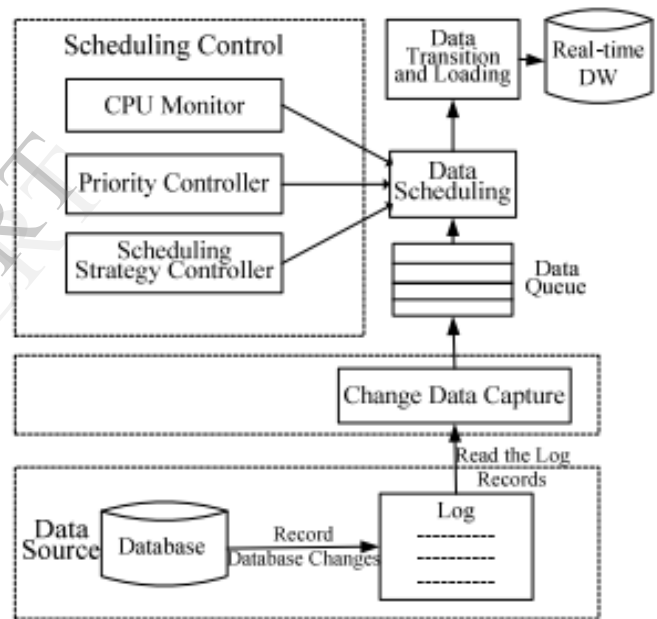 Scheduling Control
CPU Monitor
Priority Controller
Scheduling
Strategy Controller
Data
Transition
and Loading
Real-time
DW
Data
Scheduling
Data
Queue
Change Data Capture
Read the Log
Records
Data
Source
Database
Record
Database Changes
Log